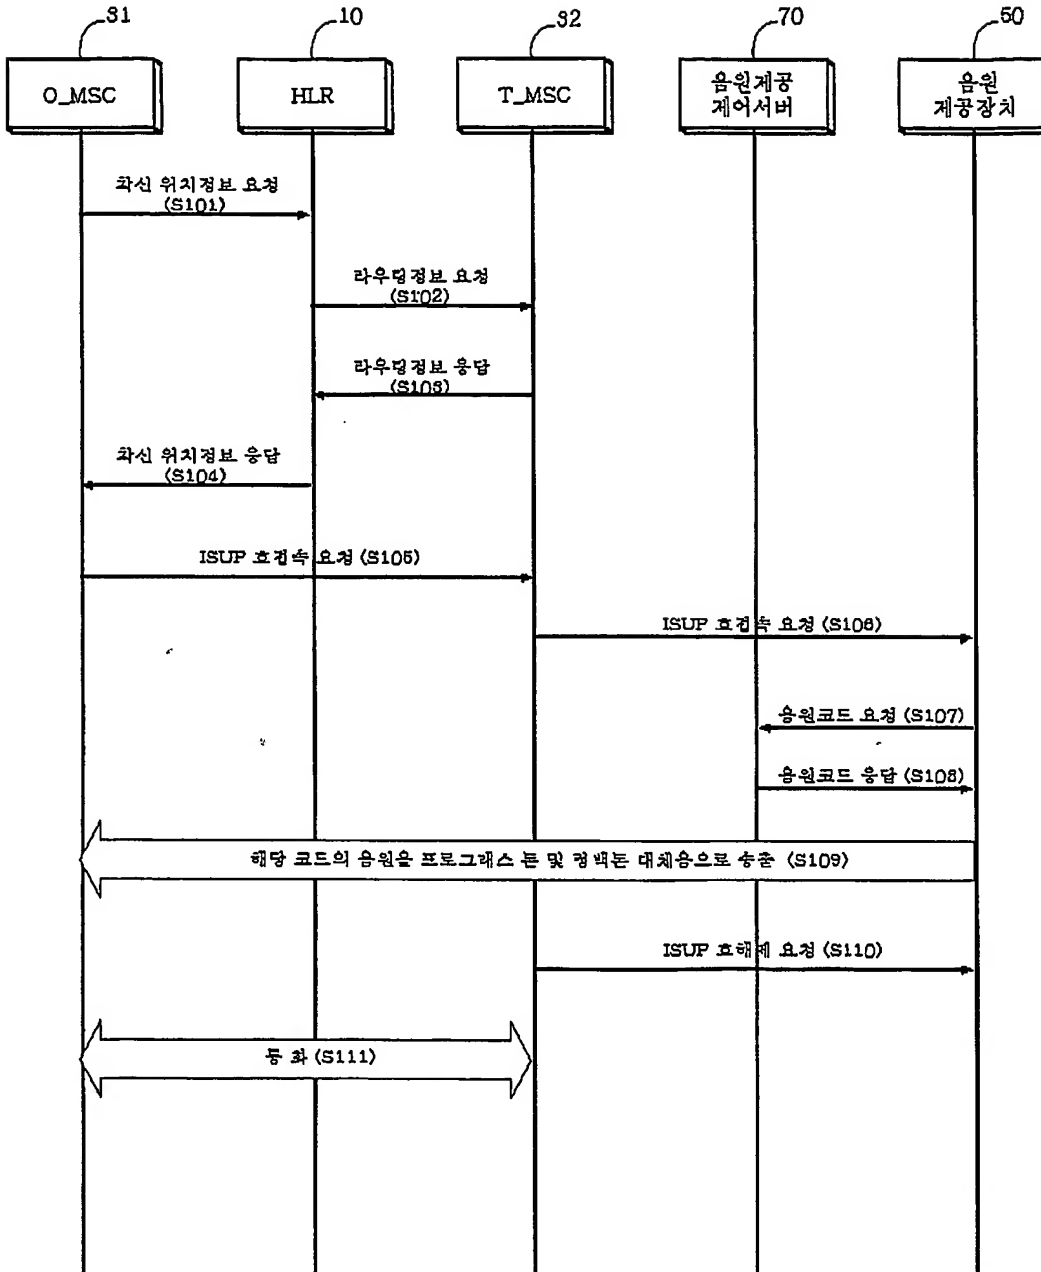 31
10
32
70
50
O_MSC
HLR
T_MSC
음원제공
제어서버
음원
제공장치
착신 위치정보 요청
(S101)
라우팅정보 요청
(S102)
라우팅정보 응답
(S103)
착신 위치정보 응답
(S104)
ISUP 호접속 요청 (S105)
ISUP 호접속 요청 (S106)
음원코드 요청 (S107)
음원코드 응답 (S108)
해당 코드의 음원을 프로그래스 톤 및 링백톤 대체음으로 송출 (S109)
ISUP 호해제 요청 (S110)
통 화 (S111)